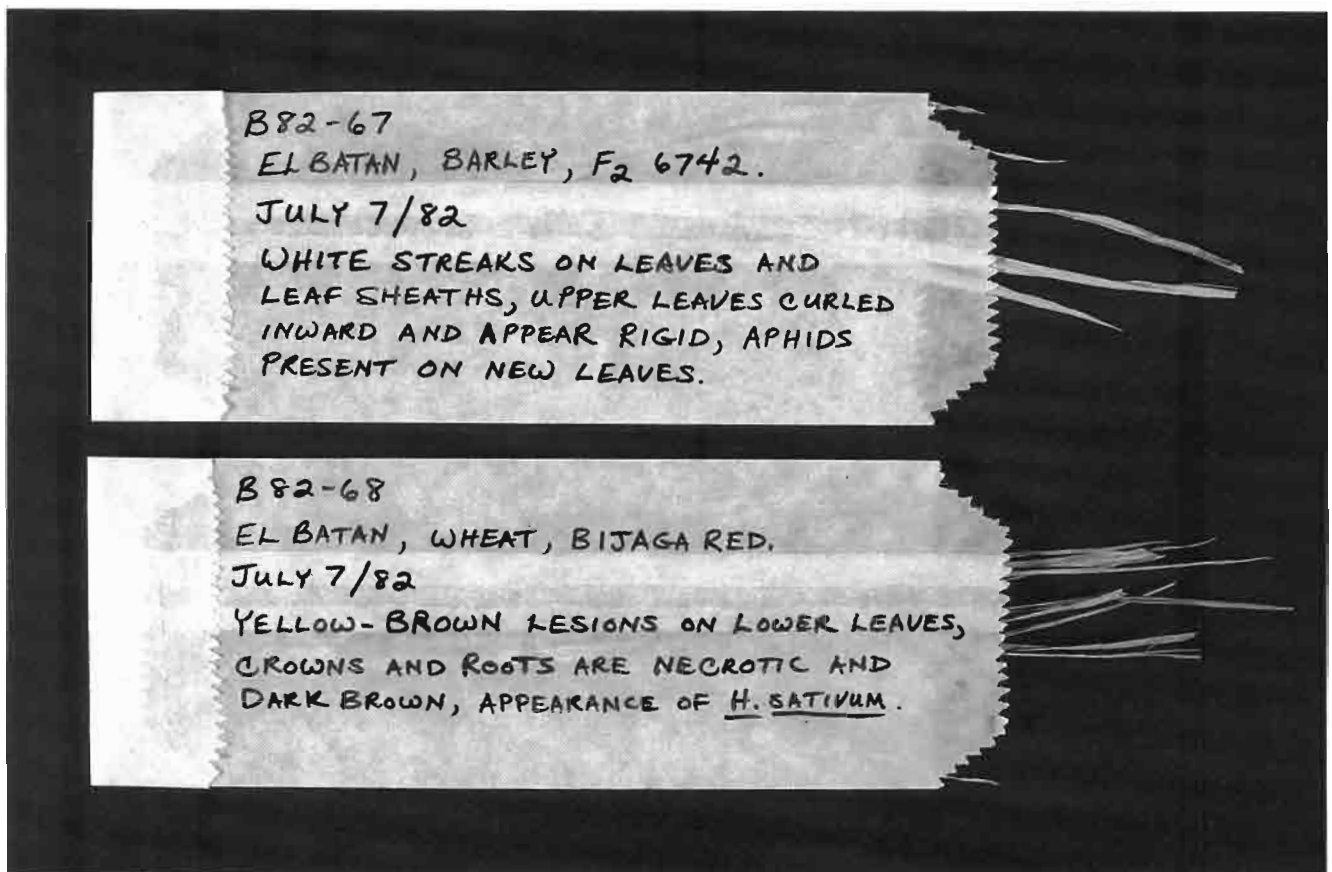 B82-67
EL BATAN, BARLEY, F2 6742.
JULY 7/82
WHITE STREAKS ON LEAVES AND
LEAF SHEATHS, UPPER LEAVES CURLED
INWARD AND APPEAR RIGID, APHIDS
PRESENT ON NEW LEAVES.
B82-68
EL BATAN, WHEAT, BIJAGA RED.
JULY 7/82
YELLOW-BROWN LESIONS ON LOWER LEAVES,
CROWNS AND ROOTS ARE NECROTIC AND
DARK BROWN, APPEARANCE OF H. SATIVUM.